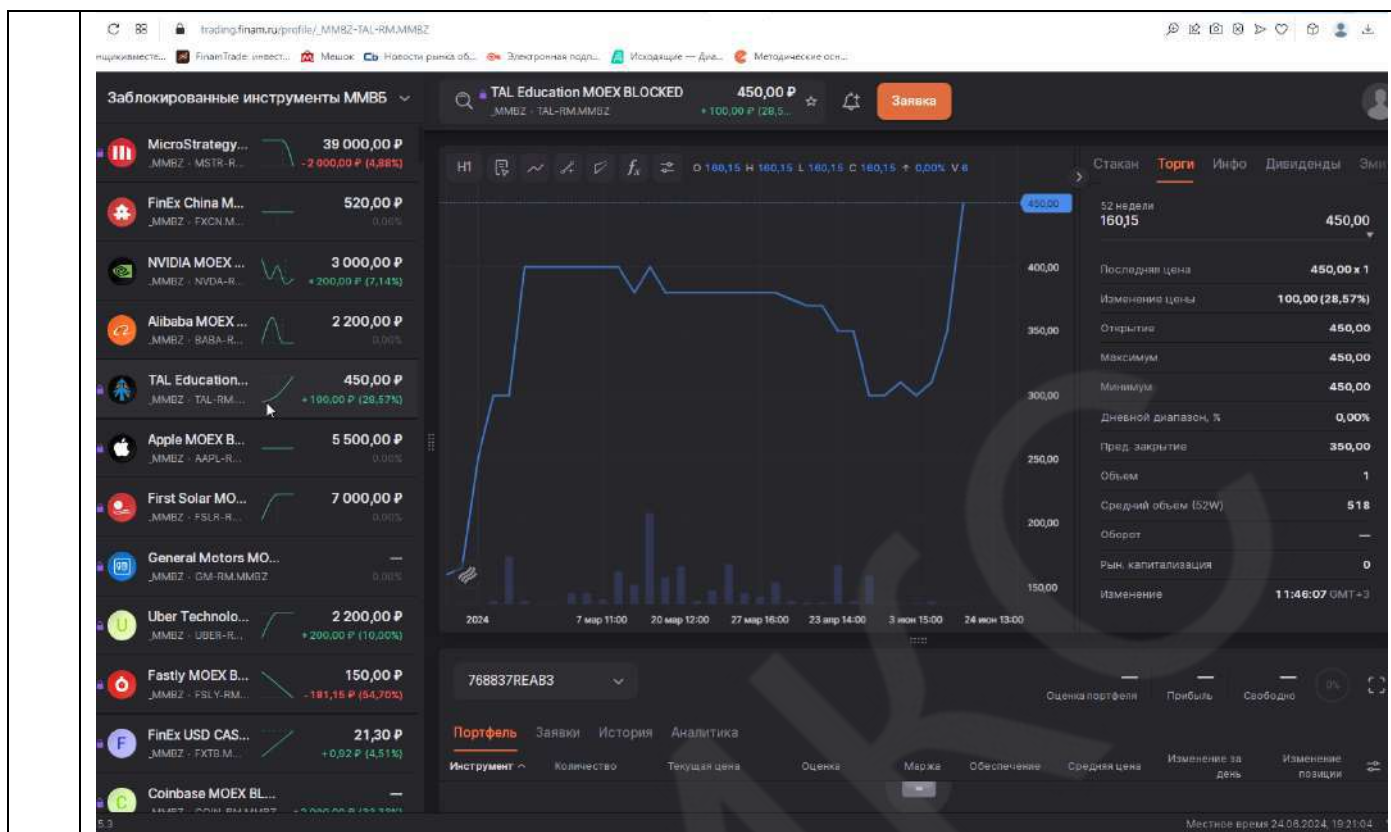 trading.finam.ru/profile/_MMBZ-TAL-RM.MMBZ
FinamTrade: инвест... Мешок Сь Новости рынка об... Электронная подп... Исходящие — Диа... Методические осн...
Заблокированные инструменты ММВБ
TAL Education MOEX BLOCKED 450,00 ₽
_MMBZ · TAL-RM.MMBZ +100,00 ₽ (28,5...
Заявка
MicroStrategy... 39 000,00 ₽
_MMBZ · MSTR-R... -2 000,00 ₽ (4,88%)
FinEx China M... 520,00 ₽
_MMBZ · FXCN.M... 0,00%
NVIDIA MOEX ... 3 000,00 ₽
_MMBZ · NVDA-R... +200,00 ₽ (7,14%)
Alibaba MOEX ... 2 200,00 ₽
_MMBZ · BABA-R... 0,00%
TAL Education... 450,00 ₽
_MMBZ · TAL-RM.... +100,00 ₽ (28,57%)
Apple MOEX B... 5 500,00 ₽
_MMBZ · AAPL-R... 0,00%
First Solar MO... 7 000,00 ₽
_MMBZ · FSLR-R... 0,00%
General Motors MO... —
_MMBZ · GM-RM.MMBZ 0,00%
Uber Technolo... 2 200,00 ₽
_MMBZ · UBER-R... +200,00 ₽ (10,00%)
Fastly MOEX B... 150,00 ₽
_MMBZ · FSLY-RM... -181,15 ₽ (54,70%)
FinEx USD CAS... 21,30 ₽
_MMBZ · FXTB.M... +0,92 ₽ (4,51%)
Coinbase MOEX BL... —
H1 fx O 160,15 H 160,15 L 160,15 C 160,15 0,00% V 6
450,00
400,00
350,00
300,00
250,00
200,00
150,00
2024 7 мар 11:00 20 мар 12:00 27 мар 16:00 23 апр 14:00 3 июн 15:00 24 июн 13:00
Стакан Торги Инфо Дивиденды Эми
52 недели
160,15 450,00
Последняя цена 450,00 x 1
Изменение цены 100,00 (28,57%)
Открытие 450,00
Максимум 450,00
Минимум 450,00
Дневной диапазон, % 0,00%
Пред. закрытие 350,00
Объем 1
Средний объем (52W) 518
Оборот —
Рын. капитализация 0
Изменение 11:46:07 GMT+3
768837REAB3
Оценка портфеля Прибыль Свободно 0%
Портфель Заявки История Аналитика
Инструмент Количество Текущая цена Оценка Маржа Обеспечение Средняя цена Изменение за день Изменение позиции
5.3
Местное время 24.06.2024, 19:21:04